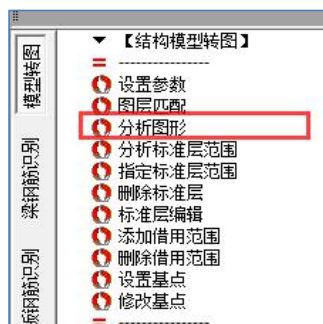 模型转图
梁钢筋识别
板钢筋识别
【结构模型转图】
----------------
设置参数
图层匹配
分析图形
分析标准层范围
指定标准层范围
删除标准层
标准层编辑
添加借用范围
删除借用范围
设置基点
修改基点
----------------